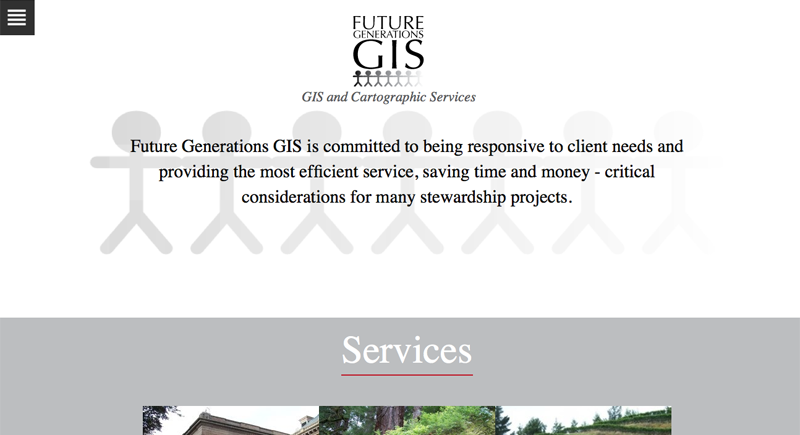 FUTURE
GENERATIONS
GIS
GIS and Cartographic Services
Future Generations GIS is committed to being responsive to client needs and
providing the most efficient service, saving time and money - critical
considerations for many stewardship projects.
Services